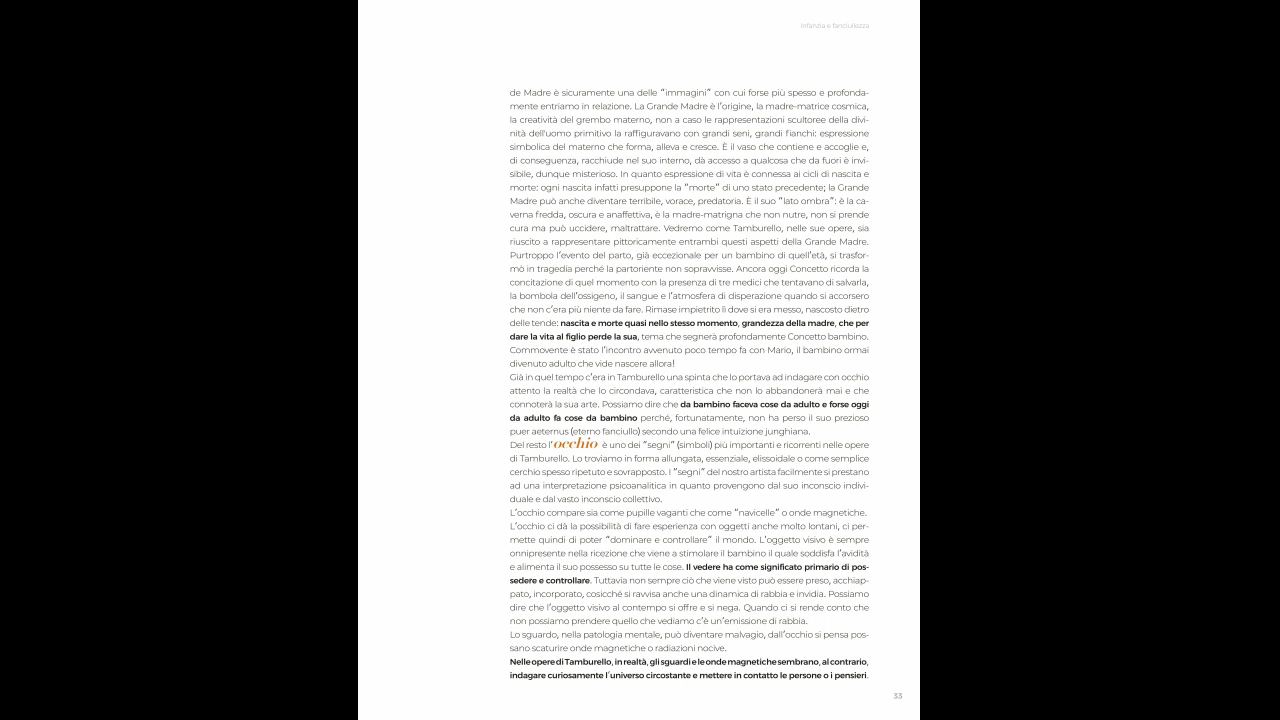 Infanzia e fanciullezza
de Madre è sicuramente una delle “immagini” con cui forse più spesso e profonda-
mente entriamo in relazione. La Grande Madre è l’origine, la madre-matrice cosmica,
la creatività del grembo materno, non a caso le rappresentazioni scultoree della divi-
nità dell'uomo primitivo la raffiguravano con grandi seni, grandi fianchi: espressione
simbolica del materno che forma, alleva e cresce. È il vaso che contiene e accoglie e,
di conseguenza, racchiude nel suo interno, dà accesso a qualcosa che da fuori è invi-
sibile, dunque misterioso. In quanto espressione di vita è connessa ai cicli di nascita e
morte: ogni nascita infatti presuppone la “morte” di uno stato precedente; la Grande
Madre può anche diventare terribile, vorace, predatoria. È il suo “lato ombra”: è la ca-
verna fredda, oscura e anaffettiva, è la madre-matrigna che non nutre, non si prende
cura ma può uccidere, maltrattare. Vedremo come Tamburello, nelle sue opere, sia
riuscito a rappresentare pittoricamente entrambi questi aspetti della Grande Madre.
Purtroppo l’evento del parto, già eccezionale per un bambino di quell’età, si trasfor-
mò in tragedia perché la partoriente non sopravvisse. Ancora oggi Concetto ricorda la
concitazione di quel momento con la presenza di tre medici che tentavano di salvarla,
la bombola dell’ossigeno, il sangue e l’atmosfera di disperazione quando si accorsero
che non c’era più niente da fare. Rimase impietrito lì dove si era messo, nascosto dietro
delle tende: nascita e morte quasi nello stesso momento, grandezza della madre, che per
dare la vita al figlio perde la sua, tema che segnerà profondamente Concetto bambino.
Commovente è stato l’incontro avvenuto poco tempo fa con Mario, il bambino ormai
divenuto adulto che vide nascere allora!
Già in quel tempo c’era in Tamburello una spinta che lo portava ad indagare con occhio
attento la realtà che lo circondava, caratteristica che non lo abbandonerà mai e che
connoterà la sua arte. Possiamo dire che da bambino faceva cose da adulto e forse oggi
da adulto fa cose da bambino perché, fortunatamente, non ha perso il suo prezioso
puer aeternus (eterno fanciullo) secondo una felice intuizione junghiana.
Del resto l’occhio è uno dei “segni” (simboli) più importanti e ricorrenti nelle opere
di Tamburello. Lo troviamo in forma allungata, essenziale, elissoidale o come semplice
cerchio spesso ripetuto e sovrapposto. I “segni” del nostro artista facilmente si prestano
ad una interpretazione psicoanalitica in quanto provengono dal suo inconscio indivi-
duale e dal vasto inconscio collettivo.
L’occhio compare sia come pupille vaganti che come “navicelle” o onde magnetiche.
L’occhio ci dà la possibilità di fare esperienza con oggetti anche molto lontani, ci per-
mette quindi di poter “dominare e controllare” il mondo. L’oggetto visivo è sempre
onnipresente nella ricezione che viene a stimolare il bambino il quale soddisfa l’avidità
e alimenta il suo possesso su tutte le cose. Il vedere ha come significato primario di pos-
sedere e controllare. Tuttavia non sempre ciò che viene visto può essere preso, acchiap-
pato, incorporato, cosicché si ravvisa anche una dinamica di rabbia e invidia. Possiamo
dire che l’oggetto visivo al contempo si offre e si nega. Quando ci si rende conto che
non possiamo prendere quello che vediamo c’è un’emissione di rabbia.
Lo sguardo, nella patologia mentale, può diventare malvagio, dall’occhio si pensa pos-
sano scaturire onde magnetiche o radiazioni nocive.
Nelle opere di Tamburello, in realtà, gli sguardi e le onde magnetiche sembrano, al contrario,
indagare curiosamente l’universo circostante e mettere in contatto le persone o i pensieri.
33